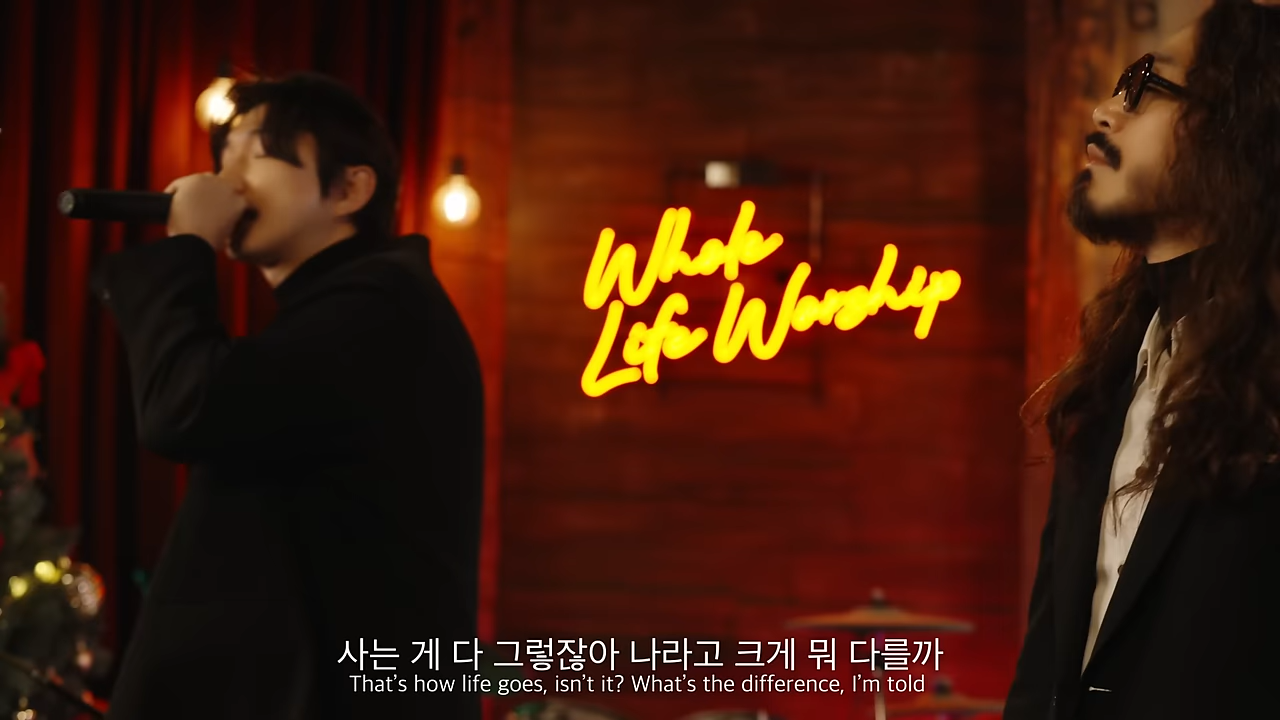 Whole
Life Worship
사는 게 다 그렇잖아 나라고 크게 뭐 다를까
That's how life goes, isn't it? What's the difference, I'm told